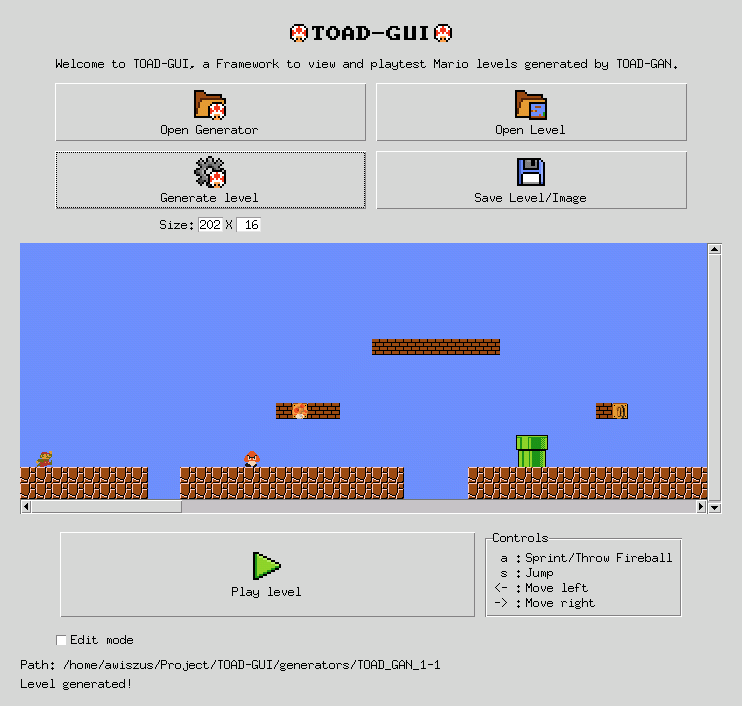 TOAD-GUI
Welcome to TOAD-GUI, a Framework to view and playtest Mario levels generated by TOAD-GAN.
Open Generator
Open Level
Generate level
Save Level/Image
Size: 202 X 16
Play level
Controls
a : Sprint/Throw Fireball
s : Jump
<- : Move left
-> : Move right
Edit mode
Path: /home/awiszus/Project/TOAD-GUI/generators/TOAD_GAN_1-1
Level generated!